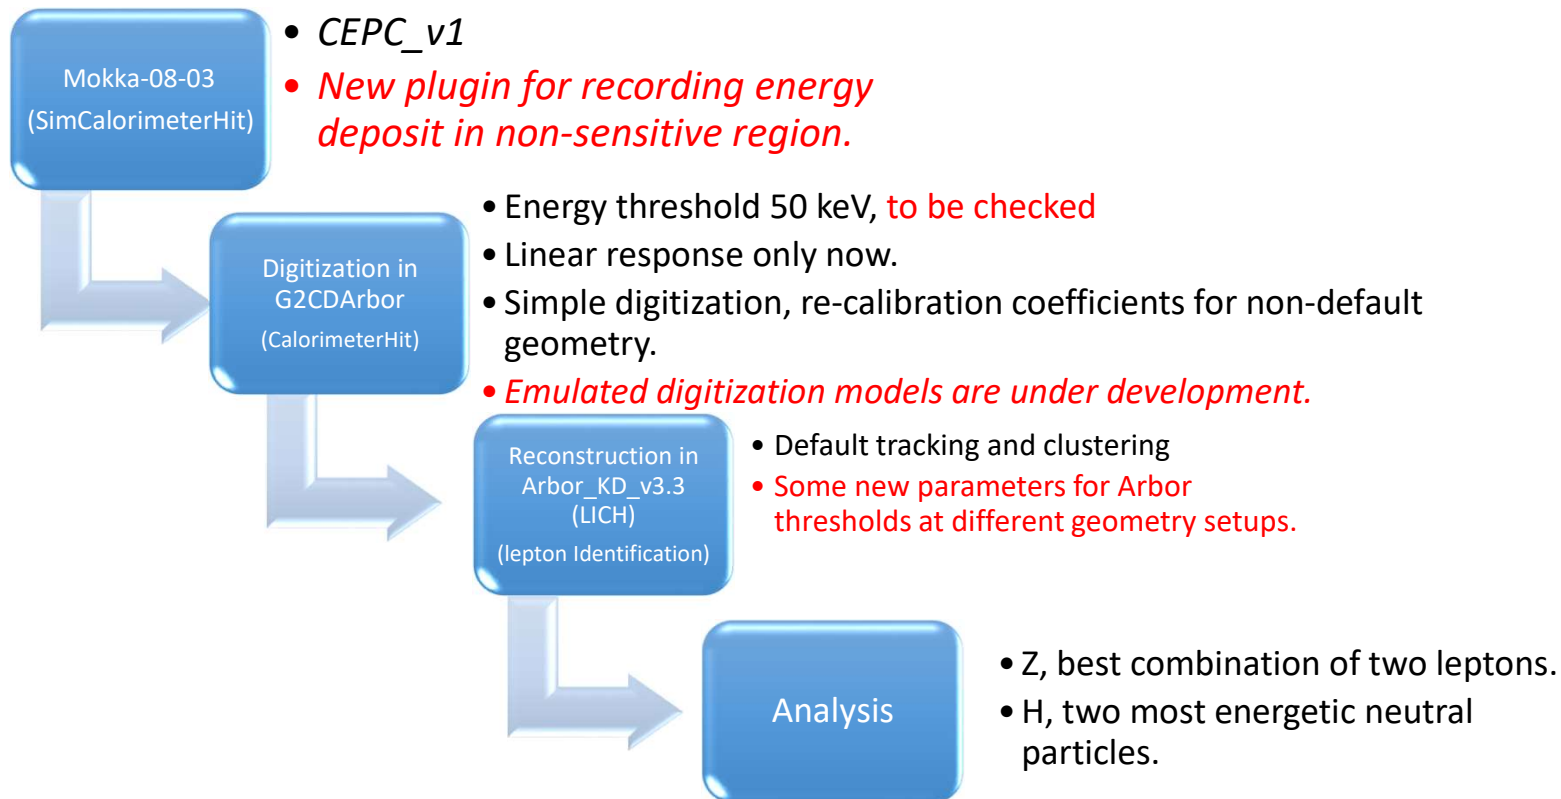 Mokka-08-03
(SimCalorimeterHit)
• CEPC_v1
• New plugin for recording energy
deposit in non-sensitive region.
Digitization in
G2CDArbor
(CalorimeterHit)
• Energy threshold 50 keV, to be checked
• Linear response only now.
• Simple digitization, re-calibration coefficients for non-default
geometry.
• Emulated digitization models are under development.
Reconstruction in
Arbor_KD_v3.3
(LICH)
(lepton Identification)
• Default tracking and clustering
• Some new parameters for Arbor
thresholds at different geometry setups.
Analysis
• Z, best combination of two leptons.
• H, two most energetic neutral
particles.